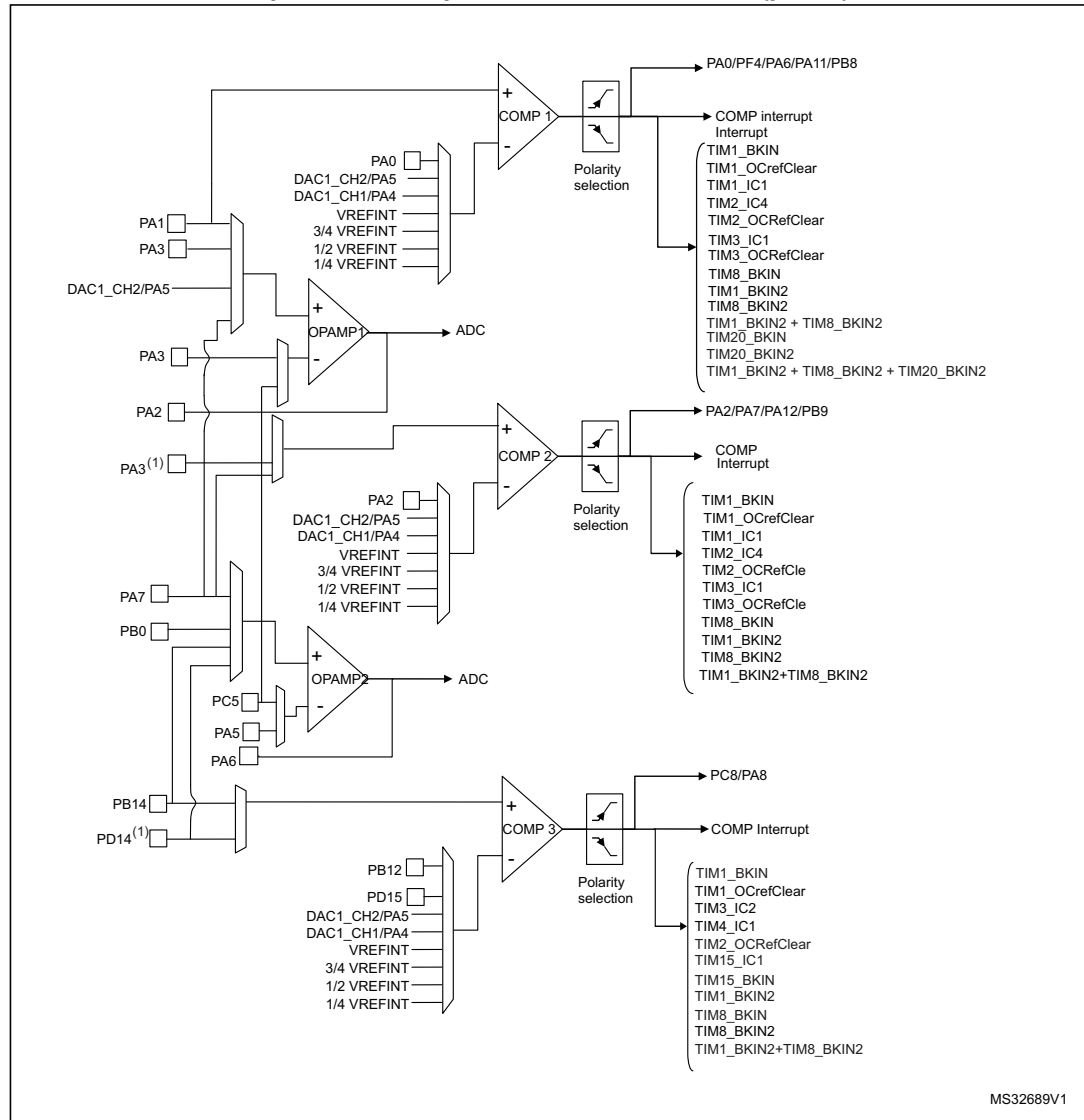 PA0/PF4/PA6/PA11/PB8
+
COMP 1
-
COMP interrupt
Interrupt
Polarity
selection
TIM1_BKIN
TIM1_OCrefClear
TIM1_IC1
TIM2_IC4
TIM2_OCRefClear
TIM3_IC1
TIM3_OCRefClear
TIM8_BKIN
TIM1_BKIN2
TIM8_BKIN2
TIM1_BKIN2 + TIM8_BKIN2
TIM20_BKIN
TIM20_BKIN2
TIM1_BKIN2 + TIM8_BKIN2 + TIM20_BKIN2
PA0
DAC1_CH2/PA5
DAC1_CH1/PA4
VREFINT
3/4 VREFINT
1/2 VREFINT
1/4 VREFINT
PA1
PA3
DAC1_CH2/PA5
+
OPAMP1
-
ADC
PA3
PA2
PA3(1)
+
COMP 2
-
Polarity
selection
PA2/PA7/PA12/PB9
COMP
Interrupt
TIM1_BKIN
TIM1_OCrefClear
TIM1_IC1
TIM2_IC4
TIM2_OCRefCle
TIM3_IC1
TIM3_OCRefCle
TIM8_BKIN
TIM1_BKIN2
TIM8_BKIN2
TIM1_BKIN2+TIM8_BKIN2
PA2
DAC1_CH2/PA5
DAC1_CH1/PA4
VREFINT
3/4 VREFINT
1/2 VREFINT
1/4 VREFINT
PA7
PB0
+
OPAMP2
-
ADC
PC5
PA5
PA6
PB14
PD14(1)
+
COMP 3
-
Polarity
selection
PC8/PA8
COMP Interrupt
TIM1_BKIN
TIM1_OCrefClear
TIM3_IC2
TIM4_IC1
TIM2_OCRefClear
TIM15_IC1
TIM15_BKIN
TIM1_BKIN2
TIM8_BKIN
TIM8_BKIN2
TIM1_BKIN2+TIM8_BKIN2
PB12
PD15
DAC1_CH2/PA5
DAC1_CH1/PA4
VREFINT
3/4 VREFINT
1/2 VREFINT
1/4 VREFINT
MS32689V1